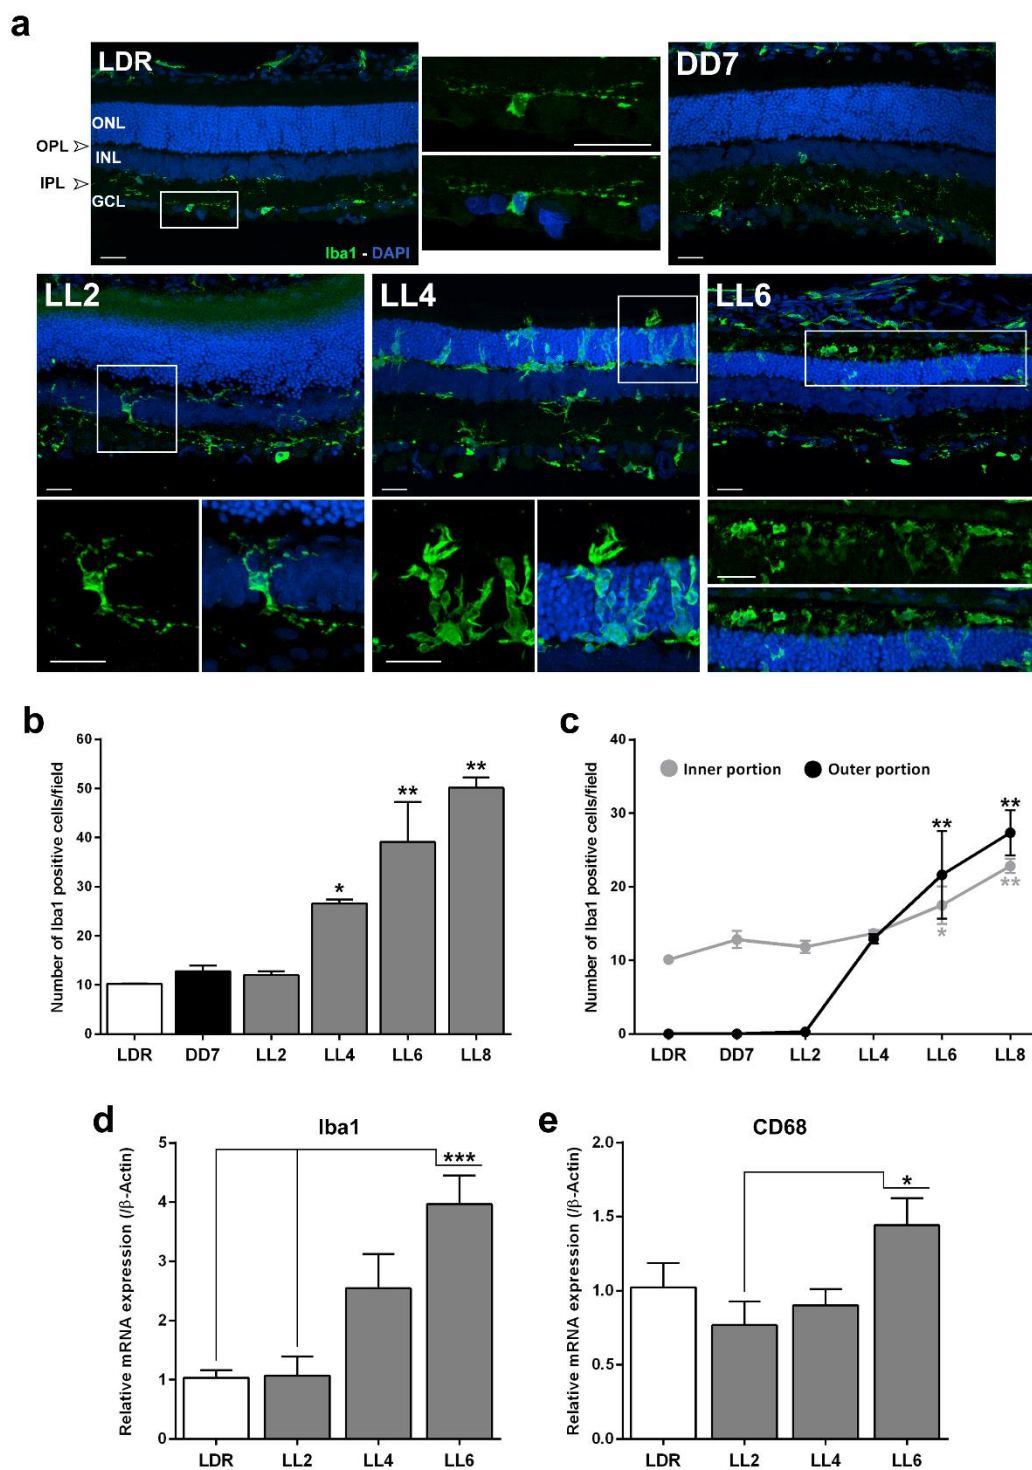 a
LDR
DD7
ONL
OPL
INL
IPL
GCL
Iba1 - DAPI
LL2
LL4
LL6
b
Number of Iba1 positive cells/field
60
50
40
30
20
10
0
*
**
**
LDR DD7 LL2 LL4 LL6 LL8
c
Number of Iba1 positive cells/field
40
30
20
10
0
Inner portion Outer portion
**
**
*
**
LDR DD7 LL2 LL4 LL6 LL8
d
Iba1
Relative mRNA expression (/β-Actin)
5
4
3
2
1
0
***
LDR LL2 LL4 LL6
e
CD68
Relative mRNA expression (/β-Actin)
2.0
1.5
1.0
0.5
0.0
*
LDR LL2 LL4 LL6